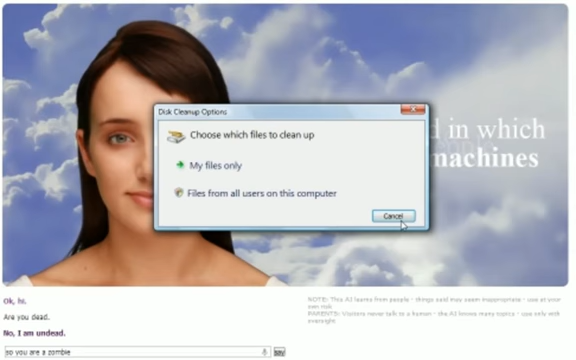 Disk Cleanup Options
Choose which files to clean up
d in which
machines
My files only
Files from all users on this computer
Cancel
Ok, hi.
Are you dead.
No, I am undead.
so you are a zombie
say
NOTE: This AI learns from people - things said may seem inappropriate - use at your
own risk
PARENTS: Visitors never talk to a human - the AI knows many topics - use only with
oversight